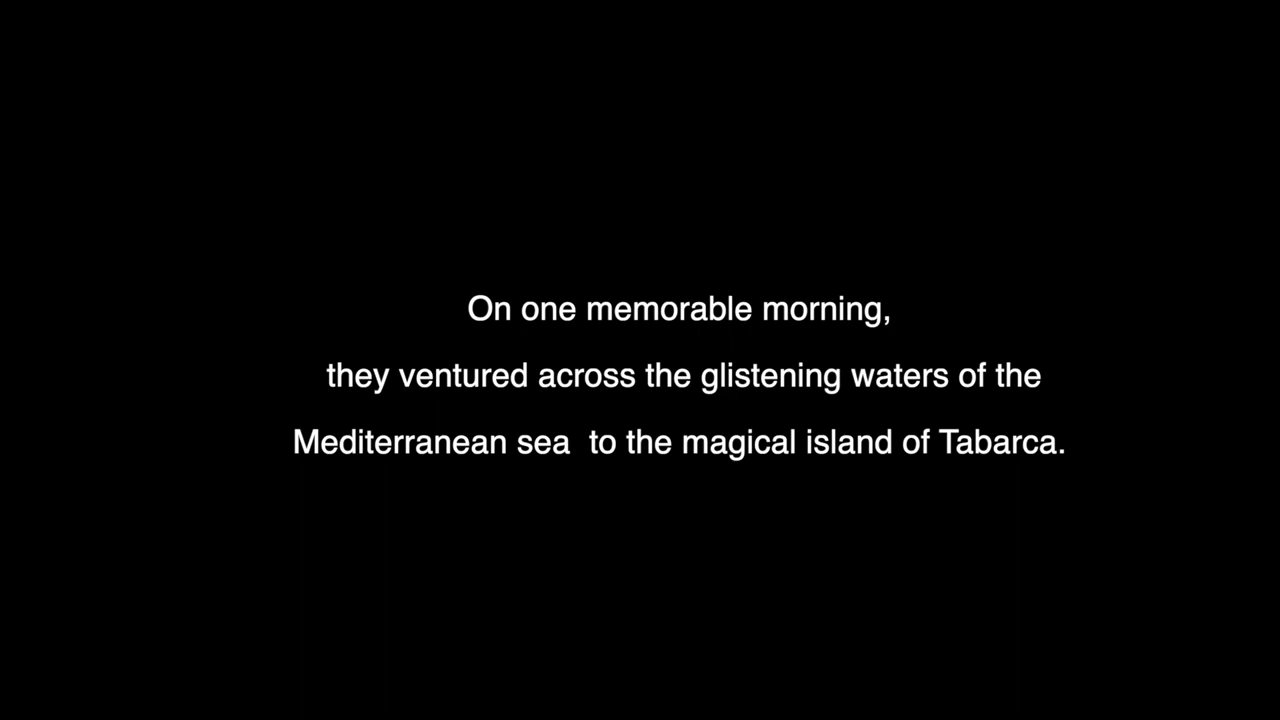 On one memorable morning,
they ventured across the glistening waters of the
Mediterranean sea  to the magical island of Tabarca.